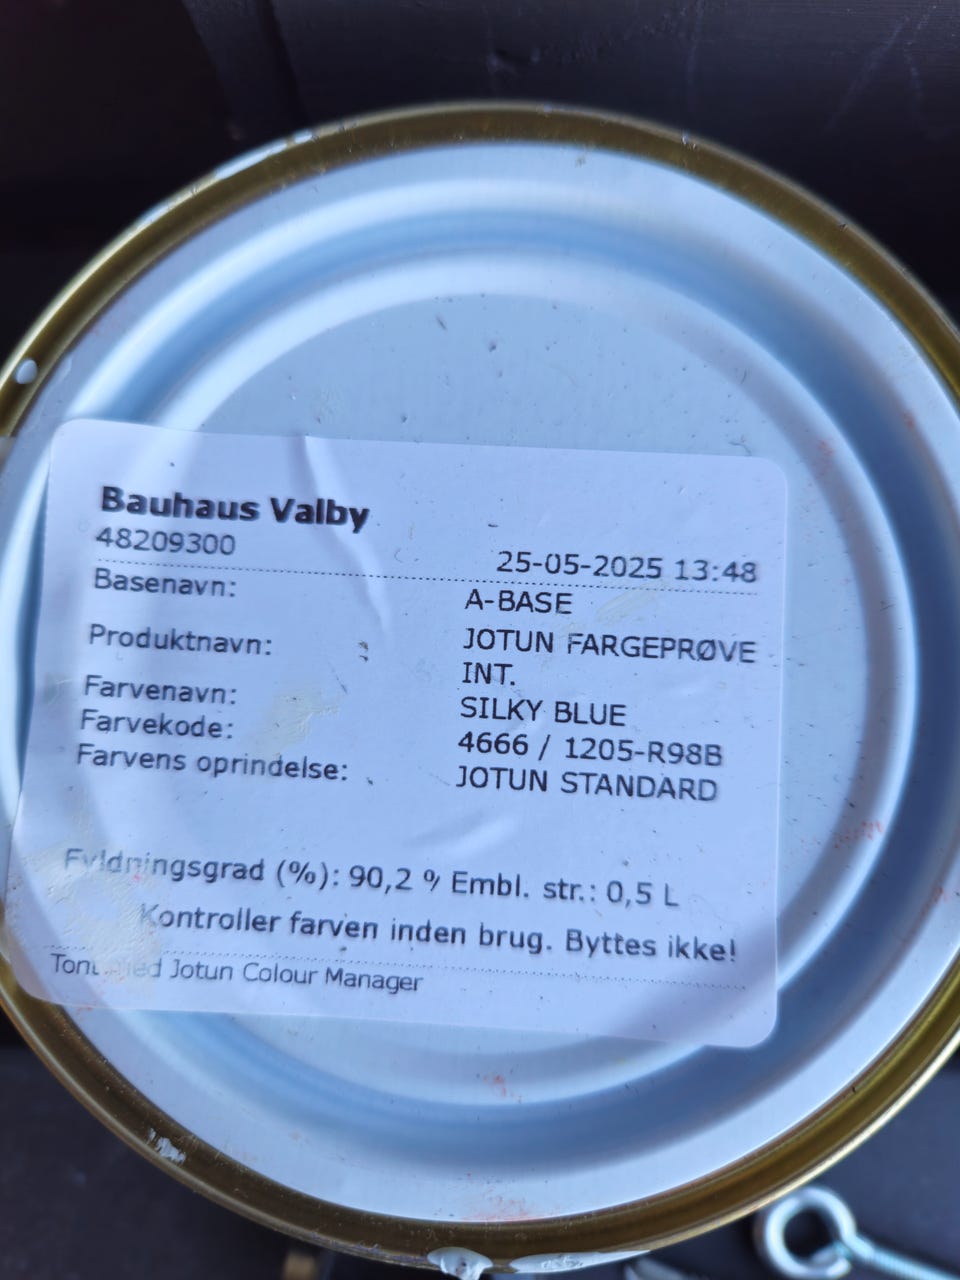 Bauhaus Valby
48209300
25-05-2025 13:48
Basenavn: A-BASE
Produktnavn: JOTUN FARGEPRØVE
INT.
Farvenavn: SILKY BLUE
Farvekode: 4666 / 1205-R98B
Farvens oprindelse: JOTUN STANDARD
Fyldningsgrad (%): 90,2 % Embl. str.: 0,5 L
Kontroller farven inden brug. Byttes ikke!
Jotun Colour Manager